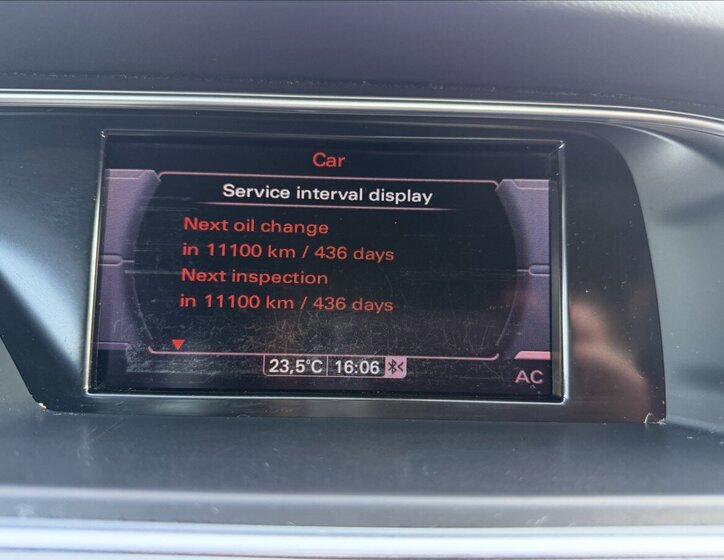 Car
Service interval display
Next oil change
in 11100 km / 436 days
Next inspection
in 11100 km / 436 days
23,5°C 16:06
AC